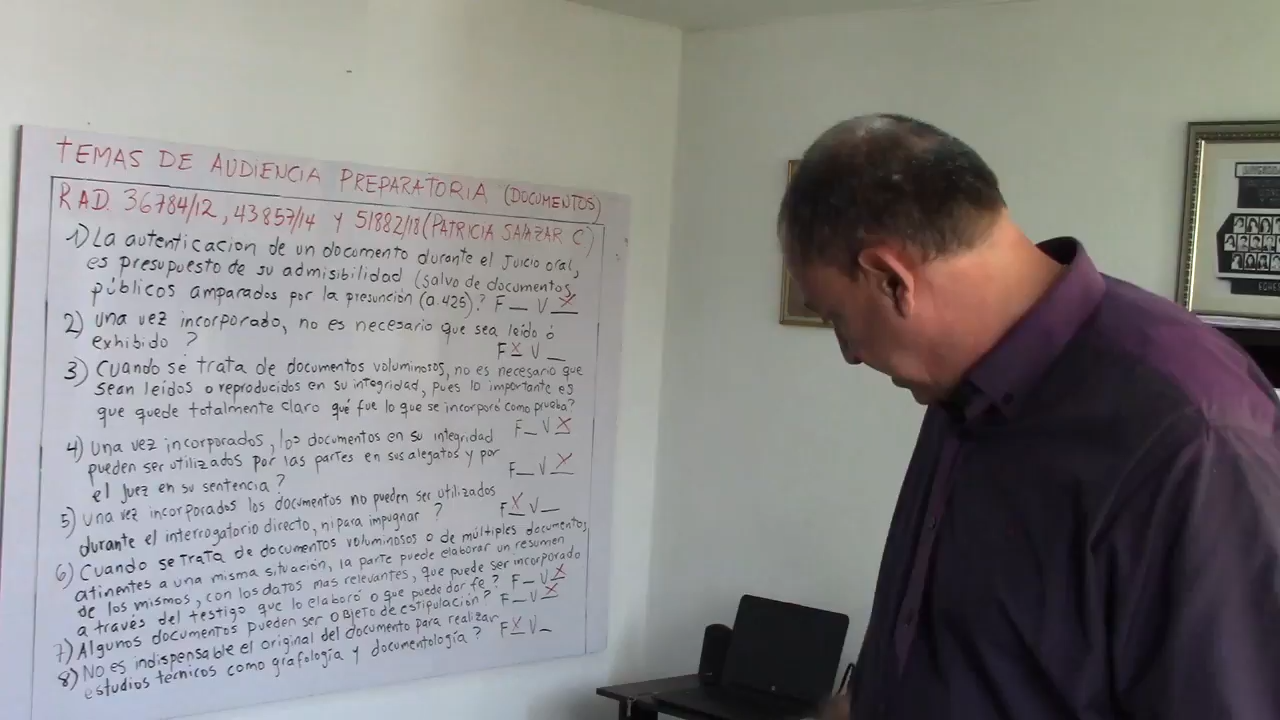 TEMAS DE AUDIENCIA PREPARATORIA (DOCUMENTOS)
RAD. 36784/12, 43857/14 Y 51882/18 (PATRICIA SALAZAR C.)
1) La autenticacion de un documento durante el juicio oral,
es presupuesto de su admisibilidad (salvo de documentos
públicos amparados por la presunción (a.425)? F__ V X
2) Una vez incorporado, no es necesario que sea leído ó
exhibido ? F X V __
3) Cuando se trata de documentos voluminosos, no es necesario que
sean leídos o reproducidos en su integridad, pues lo importante es
que quede totalmente claro qué fue lo que se incorporó como prueba?
F_ V X
4) Una vez incorporados, los documentos en su integridad
pueden ser utilizados por las partes en sus alegatos y por
el juez en su sentencia ? F__ V X
5) Una vez incorporados los documentos no pueden ser utilizados
durante el interrogatorio directo, ni para impugnar ? F X V__
6) Cuando se trata de documentos voluminosos o de múltiples documentos
atinentes a una misma situación, la parte puede elaborar un resumen
de los mismos, con los datos mas relevantes, que puede ser incorporado
a través del testigo que lo elaboró o que puede dar fe ? F_ V X
7) Algunos documentos pueden ser objeto de estipulación ? F__ V X
8) No es indispensable el original del documento para realizar
estudios técnicos como grafología y documentología ? F X V_